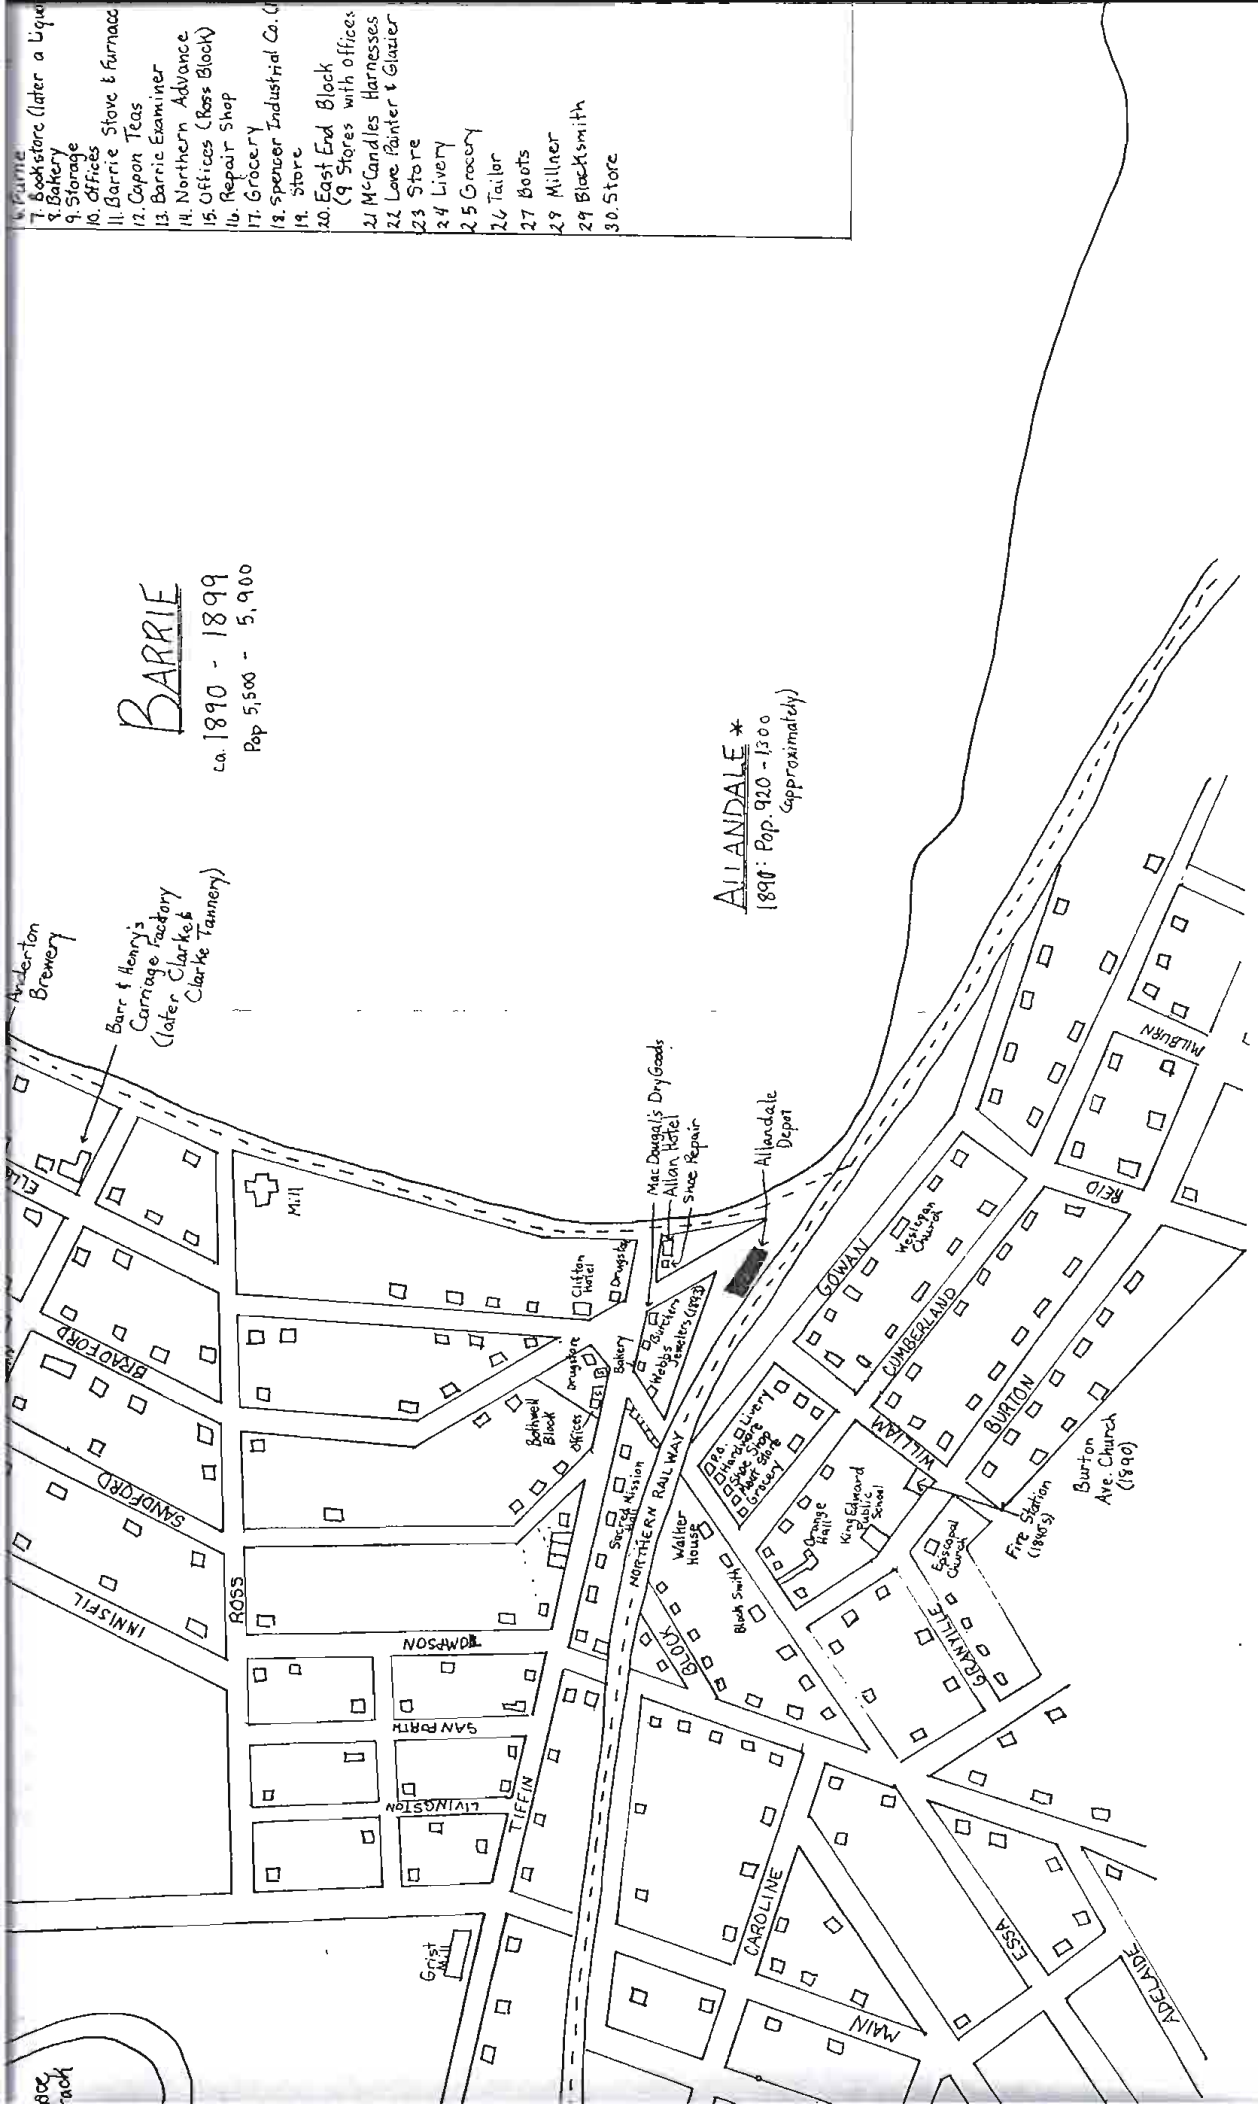 7. Bookstore (later a
8. Bakery
9. Storage
10. Offices
11. Barrie Stove & Furnace
12. Capon Teas
13. Barrie Examiner
14. Northern Advance
15. Offices (Ross Block)
16. Repair Shop
17. Grocery
18. Spencer Industrial Co.
19. Store
20. East End Block
(9 Stores with offices
21 McCandles Harnesses
22 Love Painter & Glazier
23 Store
24 Livery
25 Grocery
26 Tailor
27 Boots
28 Millner
29 Blacksmith
30. Store
BARRIE
ca. 1890 - 1899
Pop 5,500 - 5,900
ALLANDALE *
1890: Pop. 920 - 1300
(approximately)
Anderton
Brewery
Barr & Henry's
Carriage Factory
(later Clarke &
Clarke Tannery)
Mill
BRADFORD
SANDFORD
INNISFIL
ROSS
TOMPSON
SANFORTH
LIVINGSTON
TIFFIN
Grist
Mill
Clifton
Hotel
Drugstore
Bothwell
Block
Offices
Bakery
MacDougal's Dry Goods
Allan Hotel
Shoe Repair
Webbs
Butchers
Jewelers (1893)
Allandale
Depot
Sacred
Mission
NORTHERN RAILWAY
Walker
House
Black Smith
BLOCK
P.O.
Livery
Hardware
Shoe Shop
Meat Store
Grocery
Orange
Hall
King Edward
Public
School
Episcopal
Church
GRANVILLE
GOWAN
Wesleyan
Church
CUMBERLAND
WILLIAM
BURTON
Fire Station
Burton
Ave. Church
(1890)
REID
MILBURN
CAROLINE
MAIN
ESSA
ADELAIDE